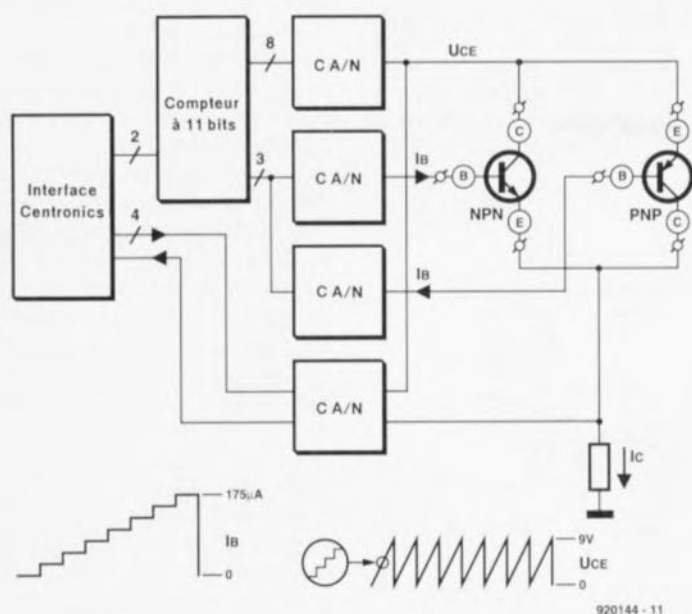 8
C A/N
UCE
Compteur
à 11 bits
2
Interface
Centronics
4
3
C A/N
IB
B
C
NPN
E
B
E
PNP
C
C A/N
IB
C A/N
IC
175µA
IB
0
9V
UCE
0
920144 - 11